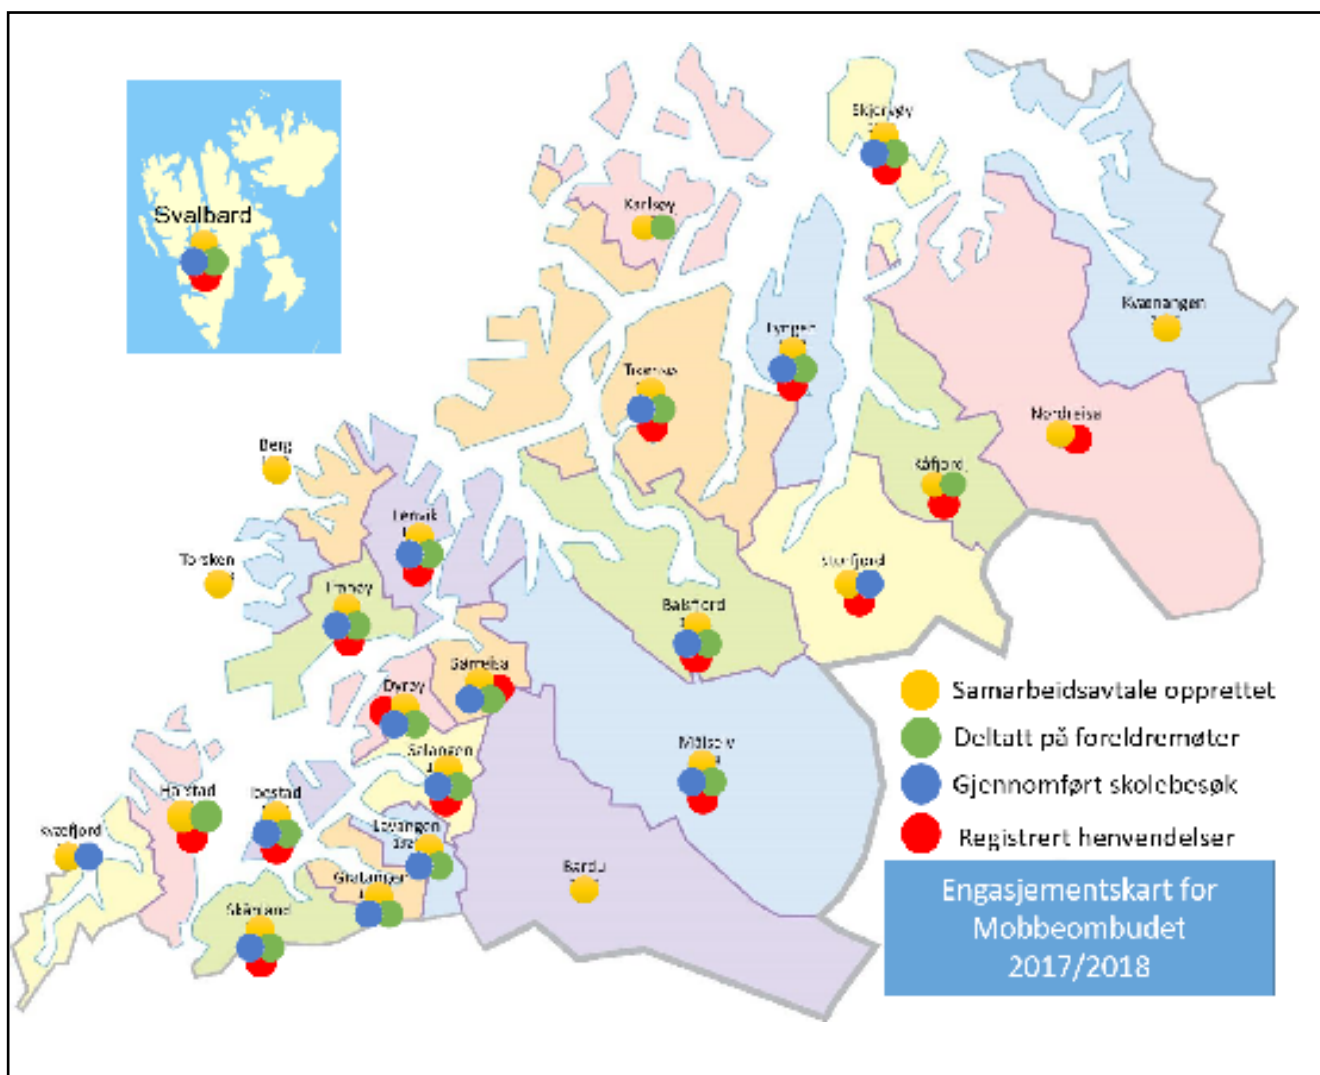 Skjervøy
Svalbard
Karlsøy
Kvænangen
Lyngen
Tromsø
Nordreisa
Berg
Kåfjord
Lenvik
Torsken
Storfjord
Tranøy
Balsfjord
Sørreisa
Dyrøy
Samarbeidsavtale opprettet
Deltatt på foreldremøter
Målselv
Salangen
Gjennomført skolebesøk
Harstad
Ibestad
Kvæfjord
Lavangen
Registrert henvendelser
Bardu
Gratangen
Skånland
Engasjementskart for
Mobbeombudet
2017/2018